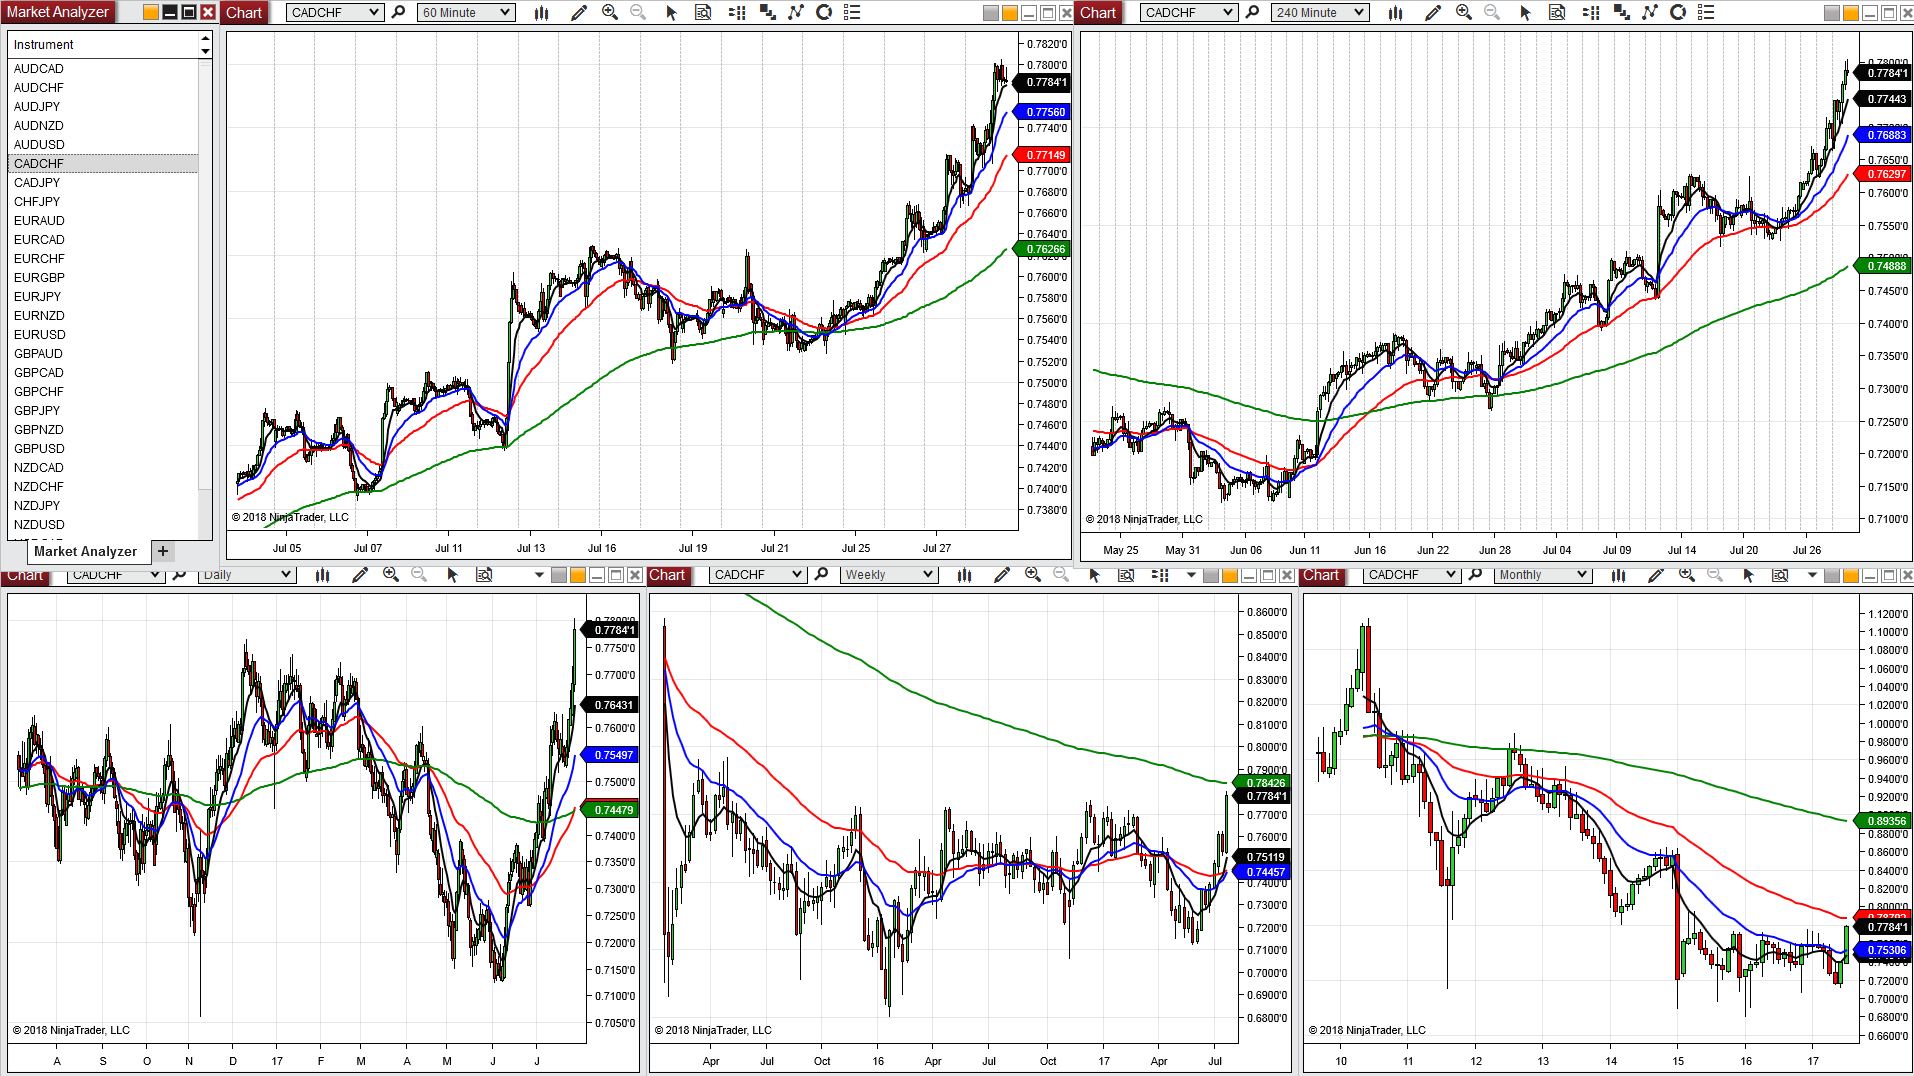 Market Analyzer
Instrument
AUDCAD
AUDCHF
AUDJPY
AUDNZD
AUDUSD
CADCHF
CADJPY
CHFJPY
EURAUD
EURCAD
EURCHF
EURGBP
EURJPY
EURNZD
EURUSD
GBPAUD
GBPCAD
GBPCHF
GBPJPY
GBPNZD
GBPUSD
NZDCAD
NZDCHF
NZDJPY
NZDUSD
Market Analyzer +
Chart CADCHF 60 Minute
0.7820'0
0.7800'0
0.7784'1
0.77560
0.7740'0
0.77149
0.7700'0
0.7680'0
0.7660'0
0.7640'0
0.76266
0.7600'0
0.7580'0
0.7560'0
0.7540'0
0.7520'0
0.7500'0
0.7480'0
0.7460'0
0.7440'0
0.7420'0
0.7400'0
0.7380'0
© 2018 NinjaTrader, LLC
Jul 05 Jul 07 Jul 11 Jul 13 Jul 16 Jul 19 Jul 21 Jul 25 Jul 27
Chart CADCHF 240 Minute
0.7784'1
0.77443
0.76883
0.7650'0
0.76297
0.7600'0
0.7550'0
0.74888
0.7450'0
0.7400'0
0.7350'0
0.7300'0
0.7250'0
0.7200'0
0.7150'0
0.7100'0
© 2018 NinjaTrader, LLC
May 25 May 31 Jun 06 Jun 11 Jun 16 Jun 22 Jun 28 Jul 04 Jul 09 Jul 14 Jul 20 Jul 26
Chart CADCHF Daily
0.7784'1
0.7750'0
0.7700'0
0.76431
0.7600'0
0.75497
0.7500'0
0.74479
0.7400'0
0.7350'0
0.7300'0
0.7250'0
0.7200'0
0.7150'0
0.7100'0
0.7050'0
© 2018 NinjaTrader, LLC
A S O N D 17 F M A M J J
Chart CADCHF Weekly
0.8600'0
0.8500'0
0.8400'0
0.8300'0
0.8200'0
0.8100'0
0.8000'0
0.7900'0
0.78426
0.7784'1
0.7700'0
0.7600'0
0.75119
0.74457
0.7400'0
0.7300'0
0.7200'0
0.7100'0
0.7000'0
0.6900'0
0.6800'0
© 2018 NinjaTrader, LLC
Apr Jul Oct 16 Apr Jul Oct 17 Apr Jul
Chart CADCHF Monthly
1.1200'0
1.1000'0
1.0800'0
1.0600'0
1.0400'0
1.0200'0
1.0000'0
0.9800'0
0.9600'0
0.9400'0
0.9200'0
0.89356
0.8800'0
0.8600'0
0.8400'0
0.8200'0
0.8000'0
0.7784'1
0.75306
0.7200'0
0.7000'0
0.6800'0
0.6600'0
© 2018 NinjaTrader, LLC
10 11 12 13 14 15 16 17